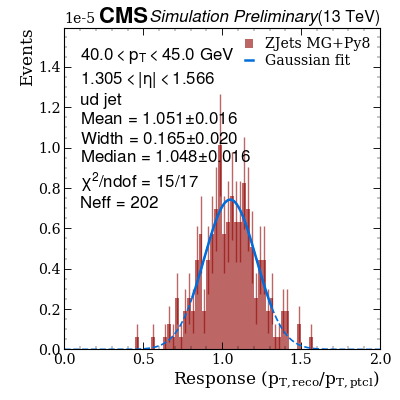 1e-5 CMS Simulation Preliminary (13 TeV)
Events
ZJets MG+Py8
Gaussian fit
40.0 < p_T < 45.0 GeV
1.305 < |η| < 1.566
ud jet
Mean = 1.051±0.016
Width = 0.165±0.020
Median = 1.048±0.016
χ²/ndof = 15/17
Neff = 202
1.4
1.2
1.0
0.8
0.6
0.4
0.2
0.0
0.0 0.5 1.0 1.5 2.0
Response (p_T,reco/p_T,ptcl)